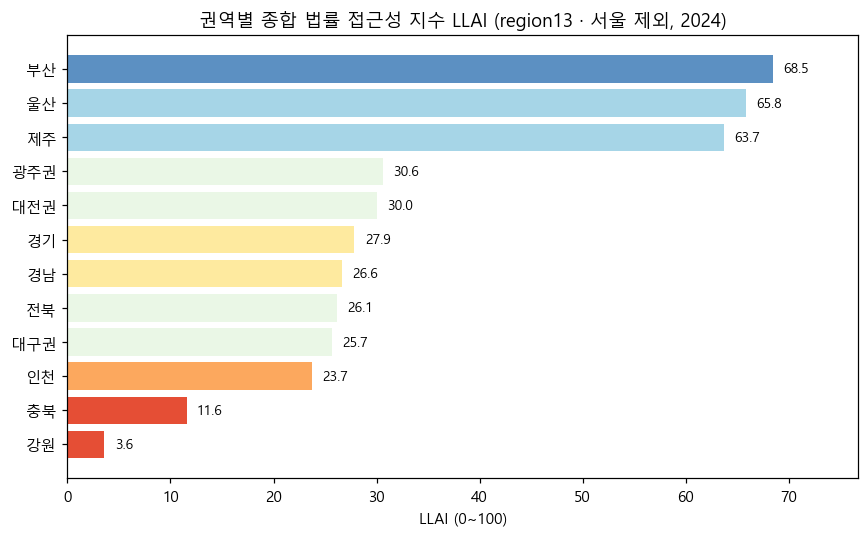 권역별 종합 법률 접근성 지수 LLAI (region13 · 서울 제외, 2024)
부산 68.5
울산 65.8
제주 63.7
광주권 30.6
대전권 30.0
경기 27.9
경남 26.6
전북 26.1
대구권 25.7
인천 23.7
충북 11.6
강원 3.6
0 10 20 30 40 50 60 70
LLAI (0~100)